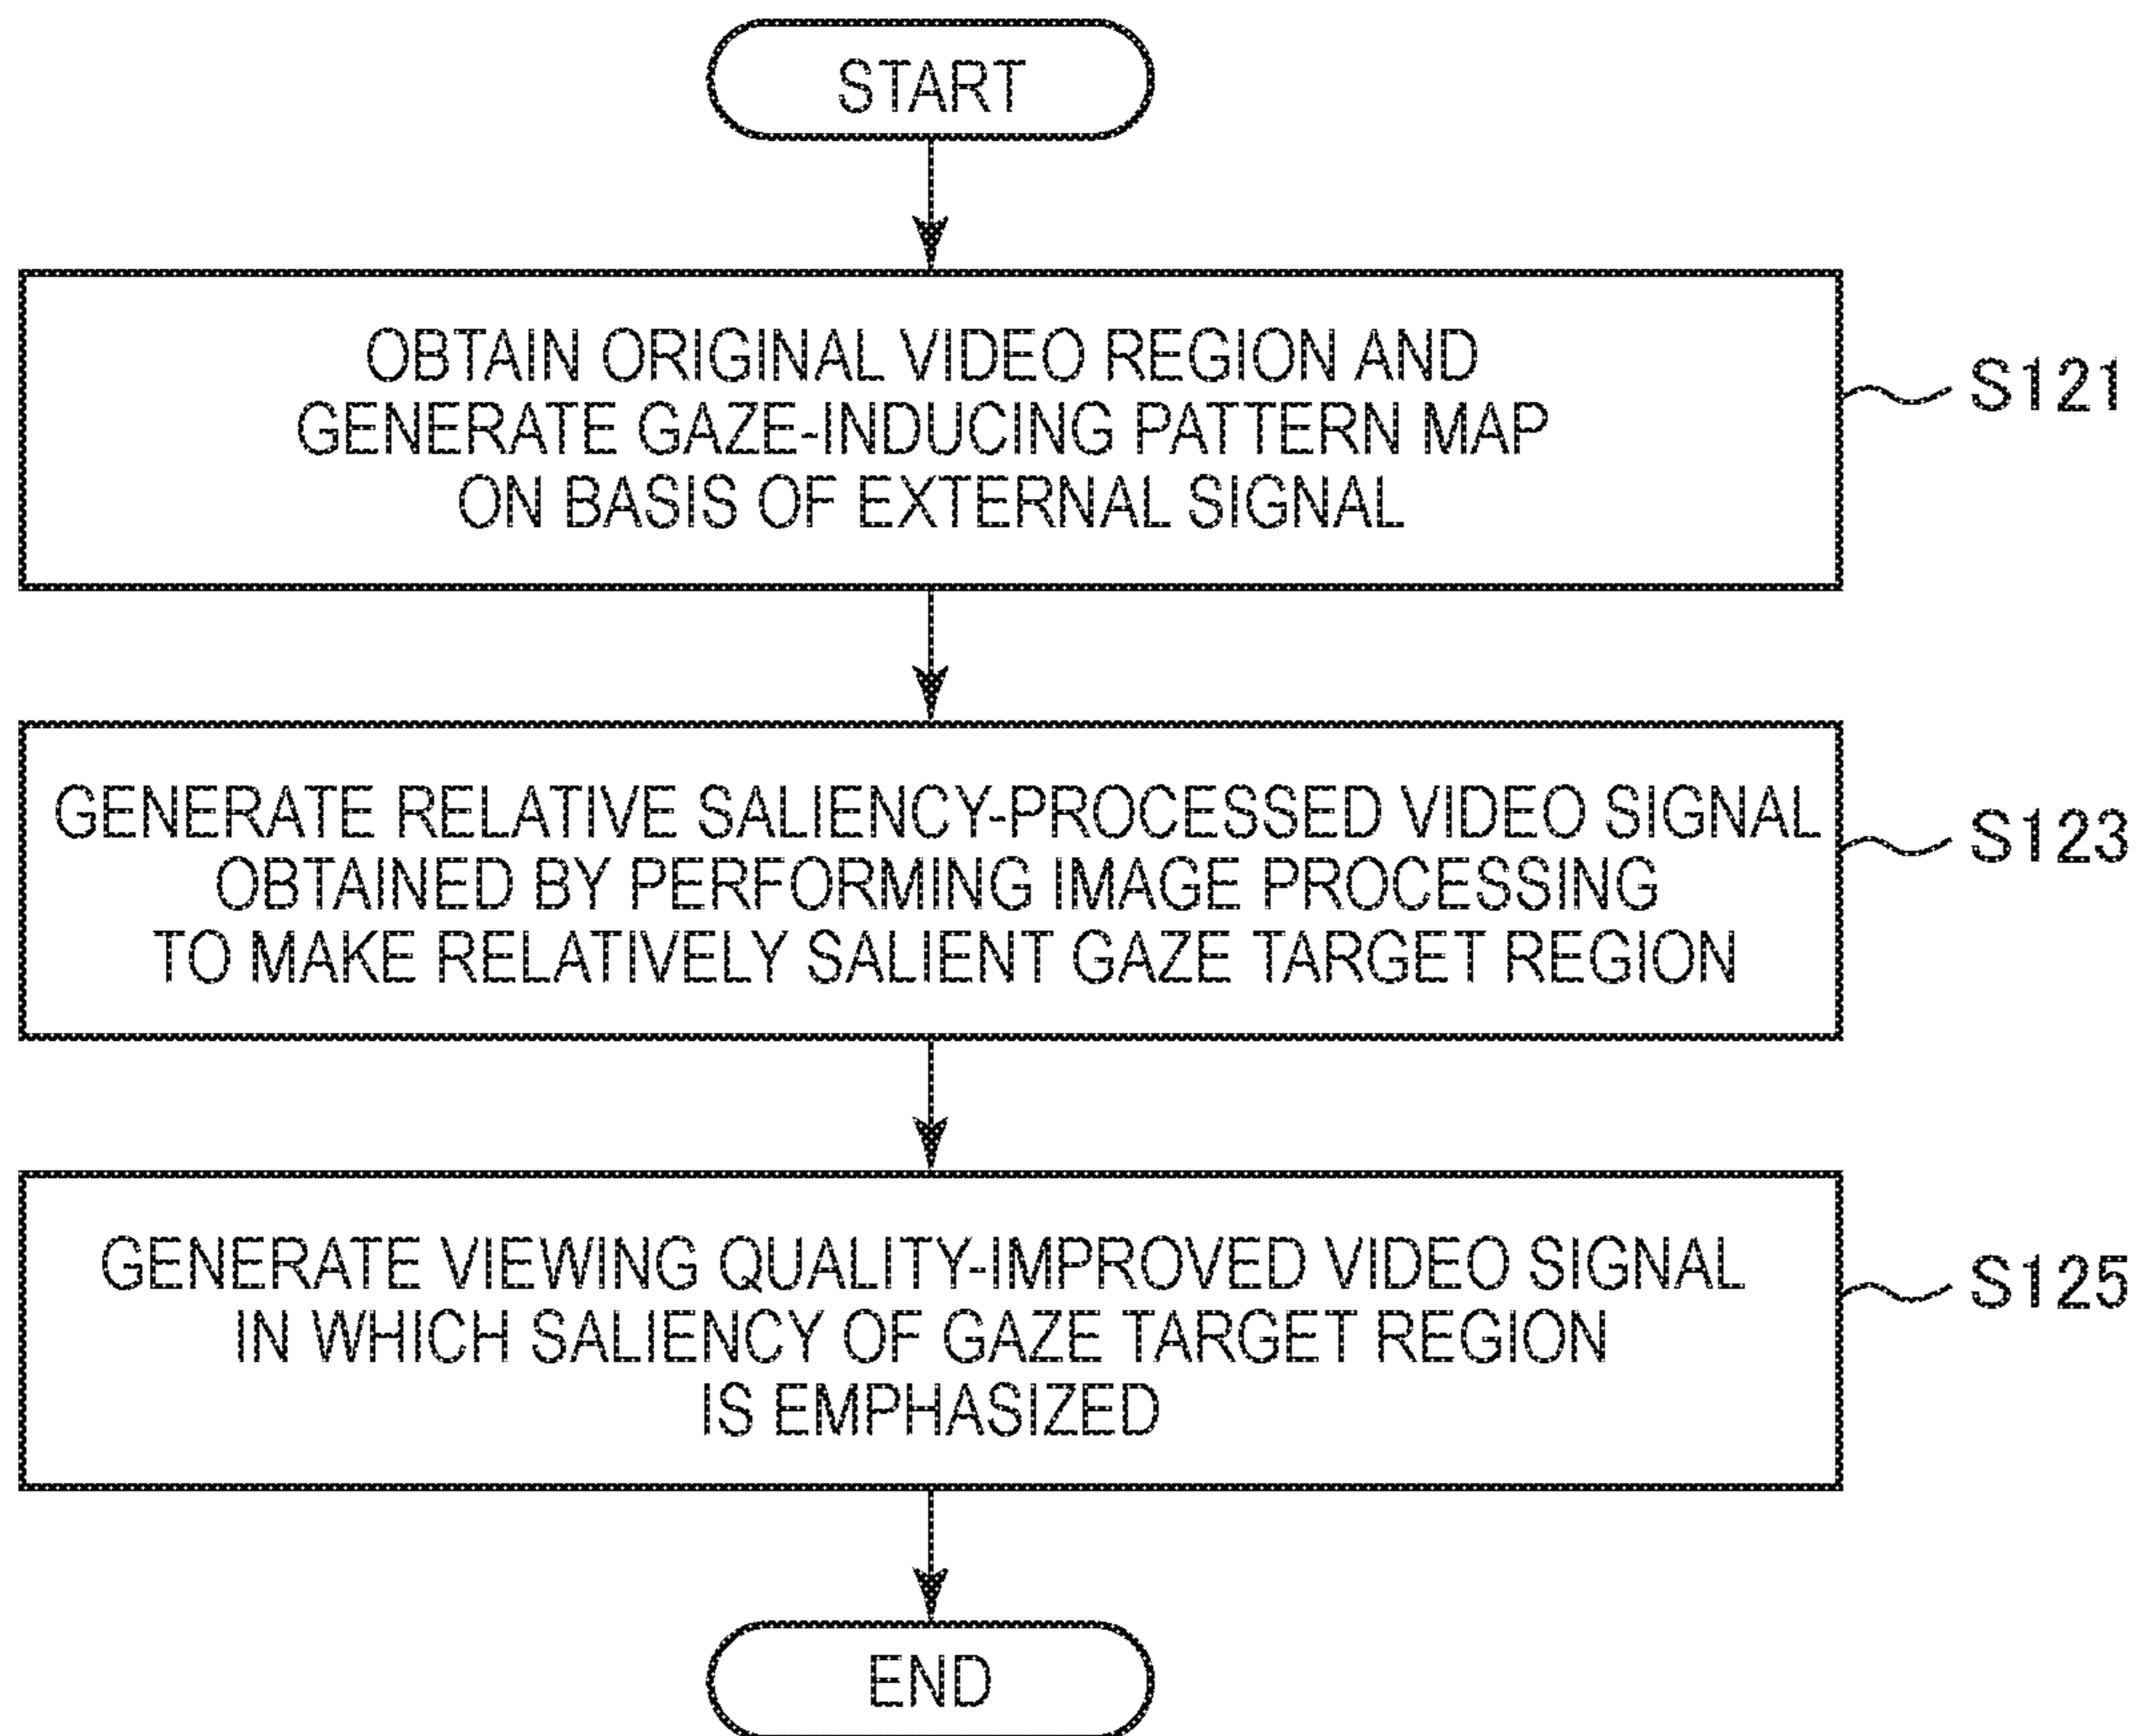 START
OBTAIN ORIGINAL VIDEO REGION AND
GENERATE GAZE-INDUCING PATTERN MAP
ON BASIS OF EXTERNAL SIGNAL
S121
GENERATE RELATIVE SALIENCY-PROCESSED VIDEO SIGNAL
OBTAINED BY PERFORMING IMAGE PROCESSING
TO MAKE RELATIVELY SALIENT GAZE TARGET REGION
S123
GENERATE VIEWING QUALITY-IMPROVED VIDEO SIGNAL
IN WHICH SALIENCY OF GAZE TARGET REGION
IS EMPHASIZED
S125
END